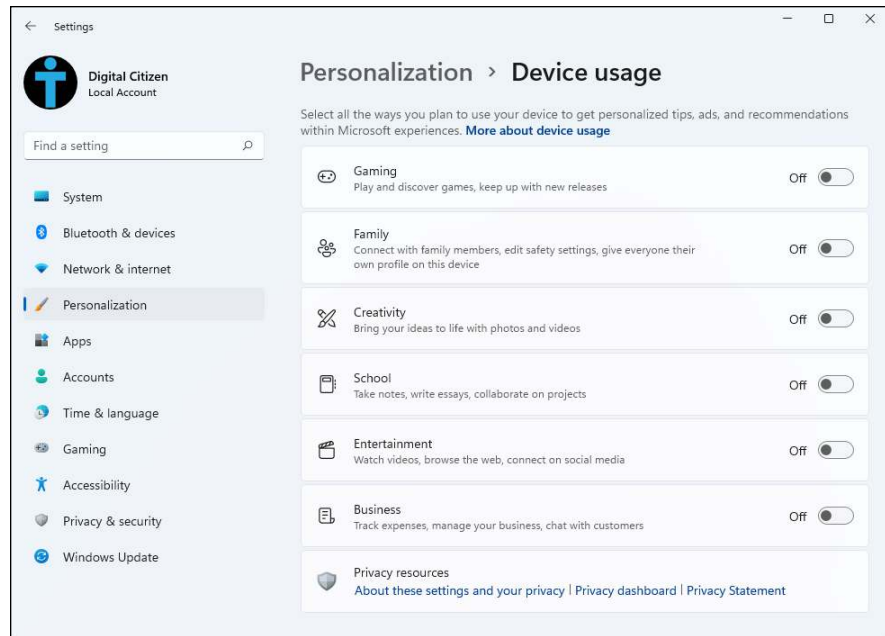 Settings
Digital Citizen
Local Account
Find a setting
System
Bluetooth & devices
Network & internet
Personalization
Apps
Accounts
Time & language
Gaming
Accessibility
Privacy & security
Windows Update
Personalization > Device usage
Select all the ways you plan to use your device to get personalized tips, ads, and recommendations
within Microsoft experiences. More about device usage
Gaming
Play and discover games, keep up with new releases
Off
Family
Connect with family members, edit safety settings, give everyone their
own profile on this device
Off
Creativity
Bring your ideas to life with photos and videos
Off
School
Take notes, write essays, collaborate on projects
Off
Entertainment
Watch videos, browse the web, connect on social media
Off
Business
Track expenses, manage your business, chat with customers
Off
Privacy resources
About these settings and your privacy | Privacy dashboard | Privacy Statement